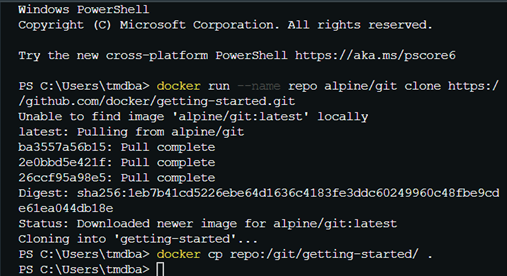 Windows PowerShell
Copyright (C) Microsoft Corporation. All rights reserved.
Try the new cross-platform PowerShell https://aka.ms/pscore6
PS C:\Users\tmdba> docker run --name repo alpine/git clone https:/
/github.com/docker/getting-started.git
Unable to find image 'alpine/git:latest' locally
latest: Pulling from alpine/git
ba3557a56b15: Pull complete
2e0bbd5e421f: Pull complete
26ccf95a98e5: Pull complete
Digest: sha256:1eb7b41cd5226ebe64d1636c4183fe3ddc60249960c48fbe9cd
e61ea044db18e
Status: Downloaded newer image for alpine/git:latest
Cloning into 'getting-started'...
PS C:\Users\tmdba> docker cp repo:/git/getting-started/ .
PS C:\Users\tmdba>